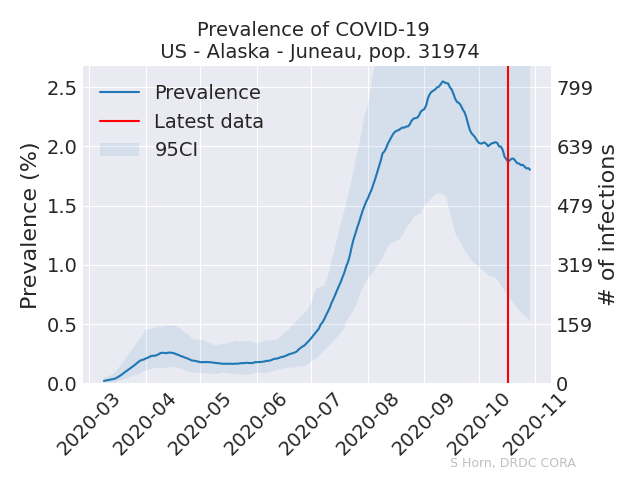 Prevalence of COVID-19
US - Alaska - Juneau, pop. 31974
Prevalence
Latest data
95CI
Prevalence (%)
2.5
2.0
1.5
1.0
0.5
0.0
799
639
479
319
159
0
# of infections
2020-03
2020-04
2020-05
2020-06
2020-07
2020-08
2020-09
2020-10
2020-11
S Horn, DRDC CORA